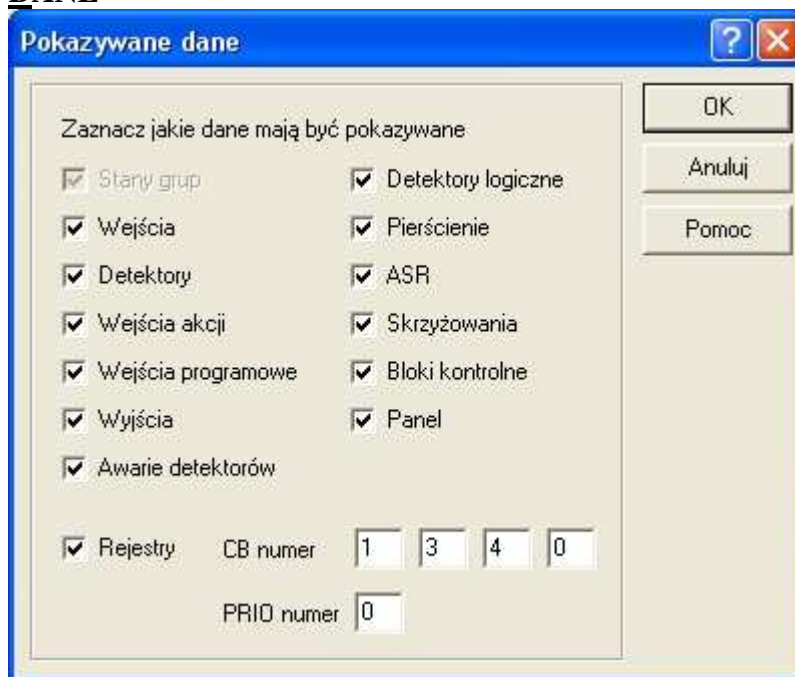 DANE
Pokazywane dane
Zaznacz jakie dane mają być pokazywane
Stany grup
Detektory logiczne
Wejścia
Pierścienie
Detektory
ASR
Wejścia akcji
Skrzyżowania
Wejścia programowe
Bloki kontrolne
Wyjścia
Panel
Awarie detektorów
Rejestry CB numer 1 3 4 0
PRIO numer 0
OK
Anuluj
Pomoc